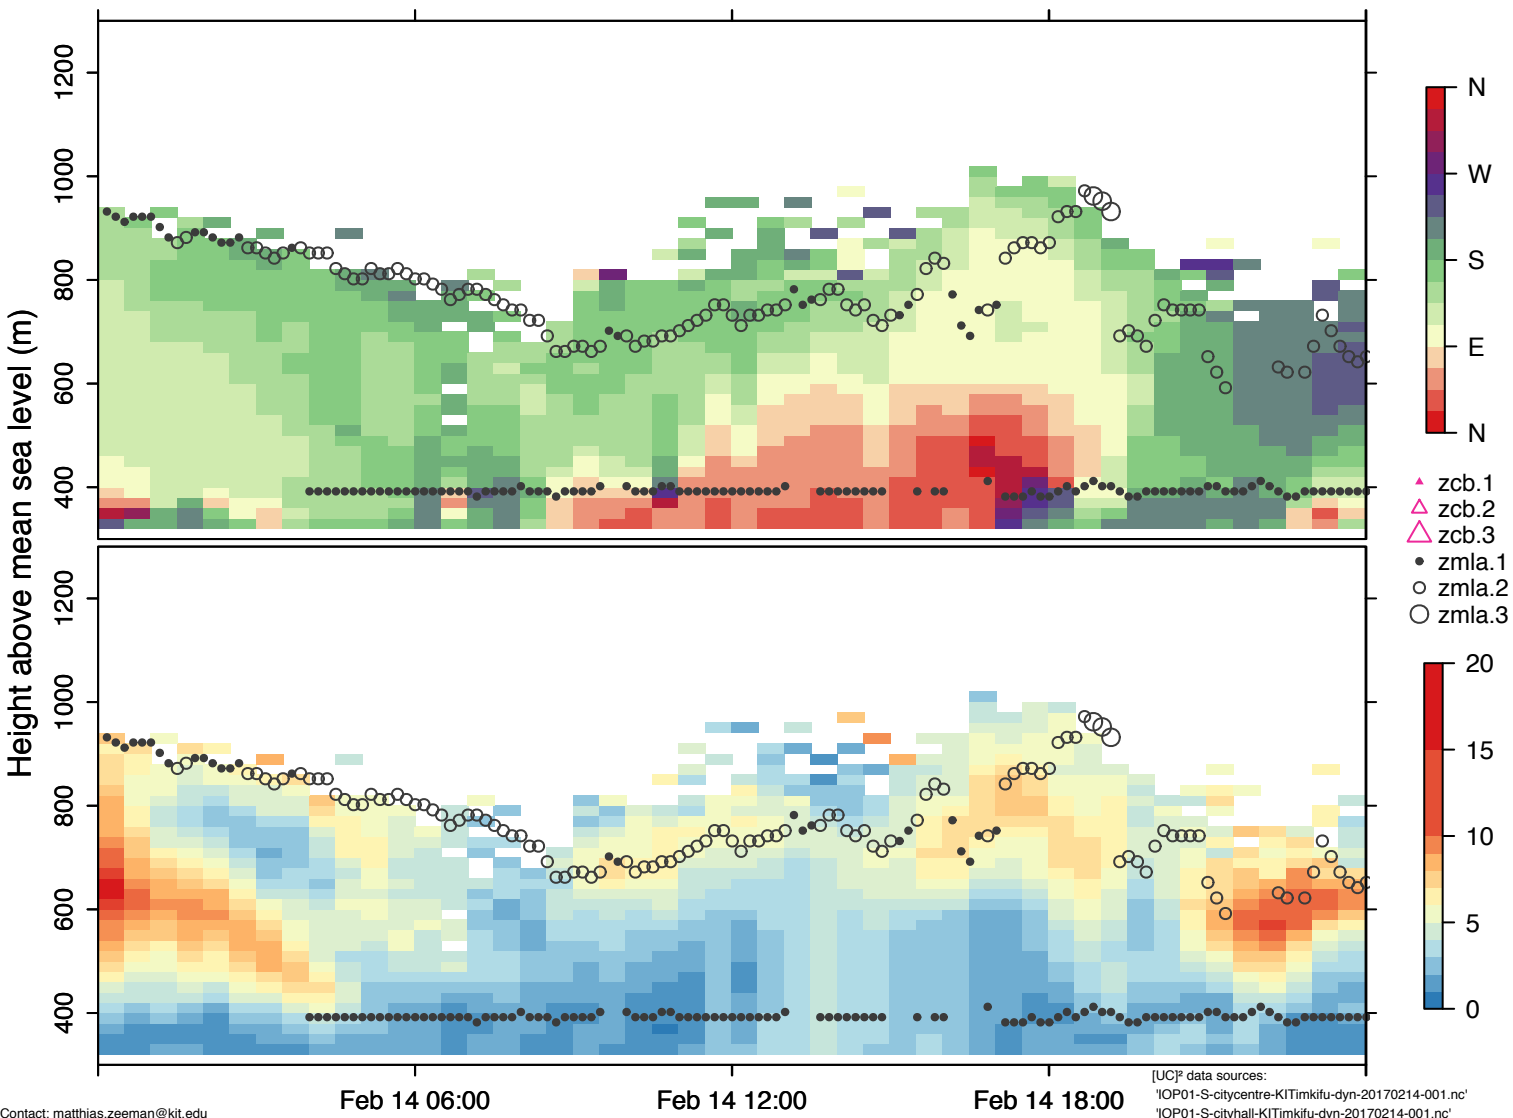 Height above mean sea level (m)
1200
1000
800
600
400
N
W
S
E
N
zcb.1
zcb.2
zcb.3
zmla.1
zmla.2
zmla.3
1200
1000
800
600
400
20
15
10
5
0
Feb 14 06:00
Feb 14 12:00
Feb 14 18:00
[UC]² data sources:
'IOP01-S-citycentre-KITimkifu-dyn-20170214-001.nc'
'IOP01-S-cityhall-KITimkifu-dyn-20170214-001.nc'
Contact: matthias.zeeman@kit.edu